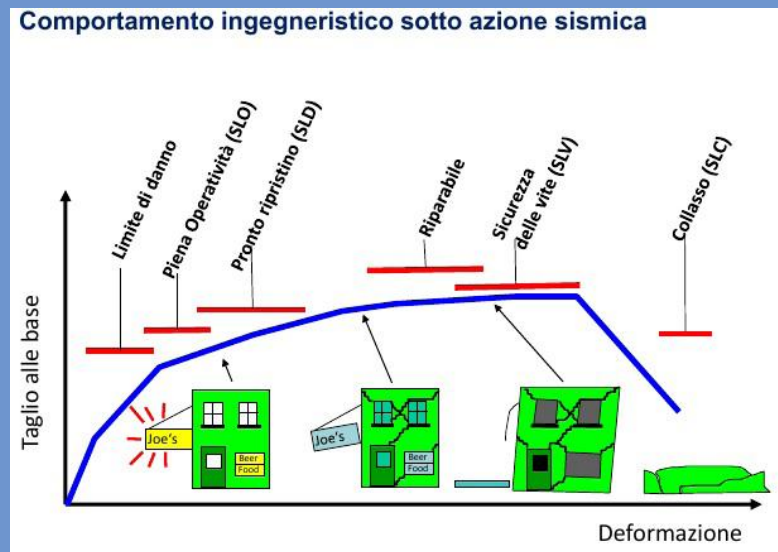 Comportamento ingegneristico sotto azione sismica
Limite di danno
Piena Operatività (SLO)
Pronto ripristino (SLD)
Riparabile
Sicurezza
delle vite (SLV)
Collasso (SLC)
Taglio alle base
Joe's
Beer
Food
Joe's
Beer
Food
Deformazione